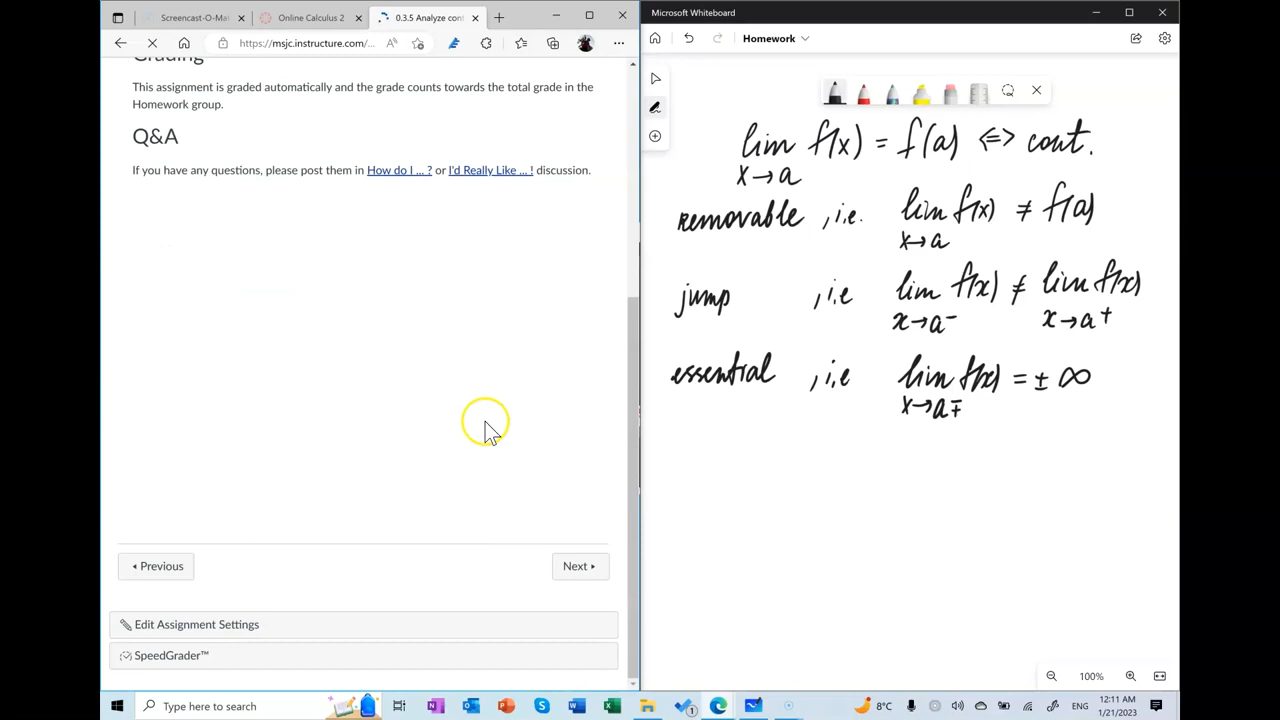 Screencast-O-Mat
Online Calculus 2
0.3.5 Analyze con
https://msjc.instructure.com/...
Grading
This assignment is graded automatically and the grade counts towards the total grade in the
Homework group.
Q&A
If you have any questions, please post them in How do I ... ? or I'd Really Like ... ! discussion.
Previous
Next
Edit Assignment Settings
SpeedGrader™
Microsoft Whiteboard
Homework
lim f(x) = f(a) <=> cont.
x→a
removable , i.e. lim f(x) ≠ f(a)
x→a
jump , i.e lim f(x) ≠ lim f(x)
x→a⁻ x→a⁺
essential , i.e lim f(x) = ± ∞
x→a∓
100%
Type here to search
1
8°C
12:11 AM
1/21/2023